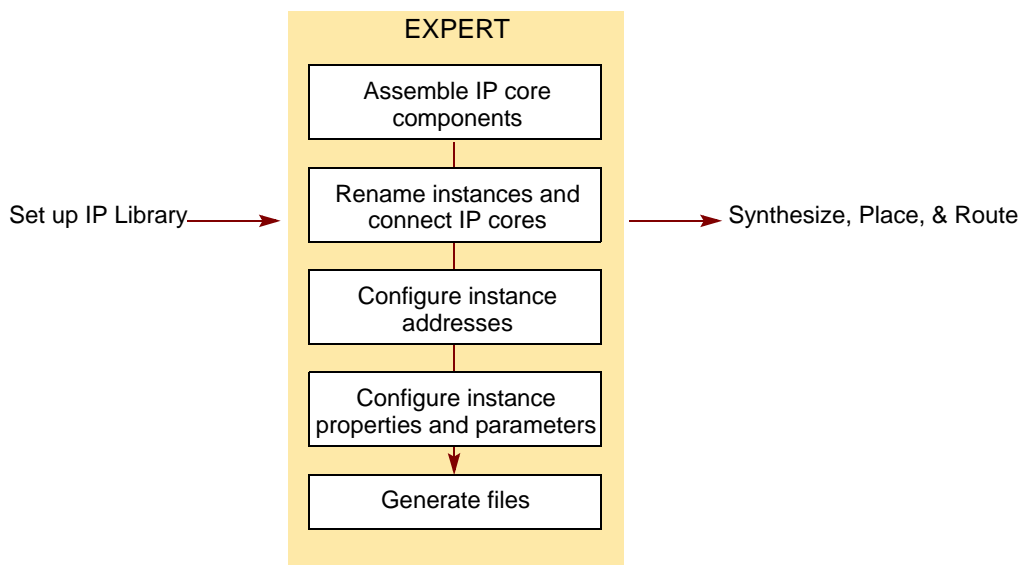 EXPERT
Assemble IP core
components
Rename instances and
connect IP cores
Set up IP Library
Synthesize, Place, & Route
Configure instance
addresses
Configure instance
properties and parameters
Generate files